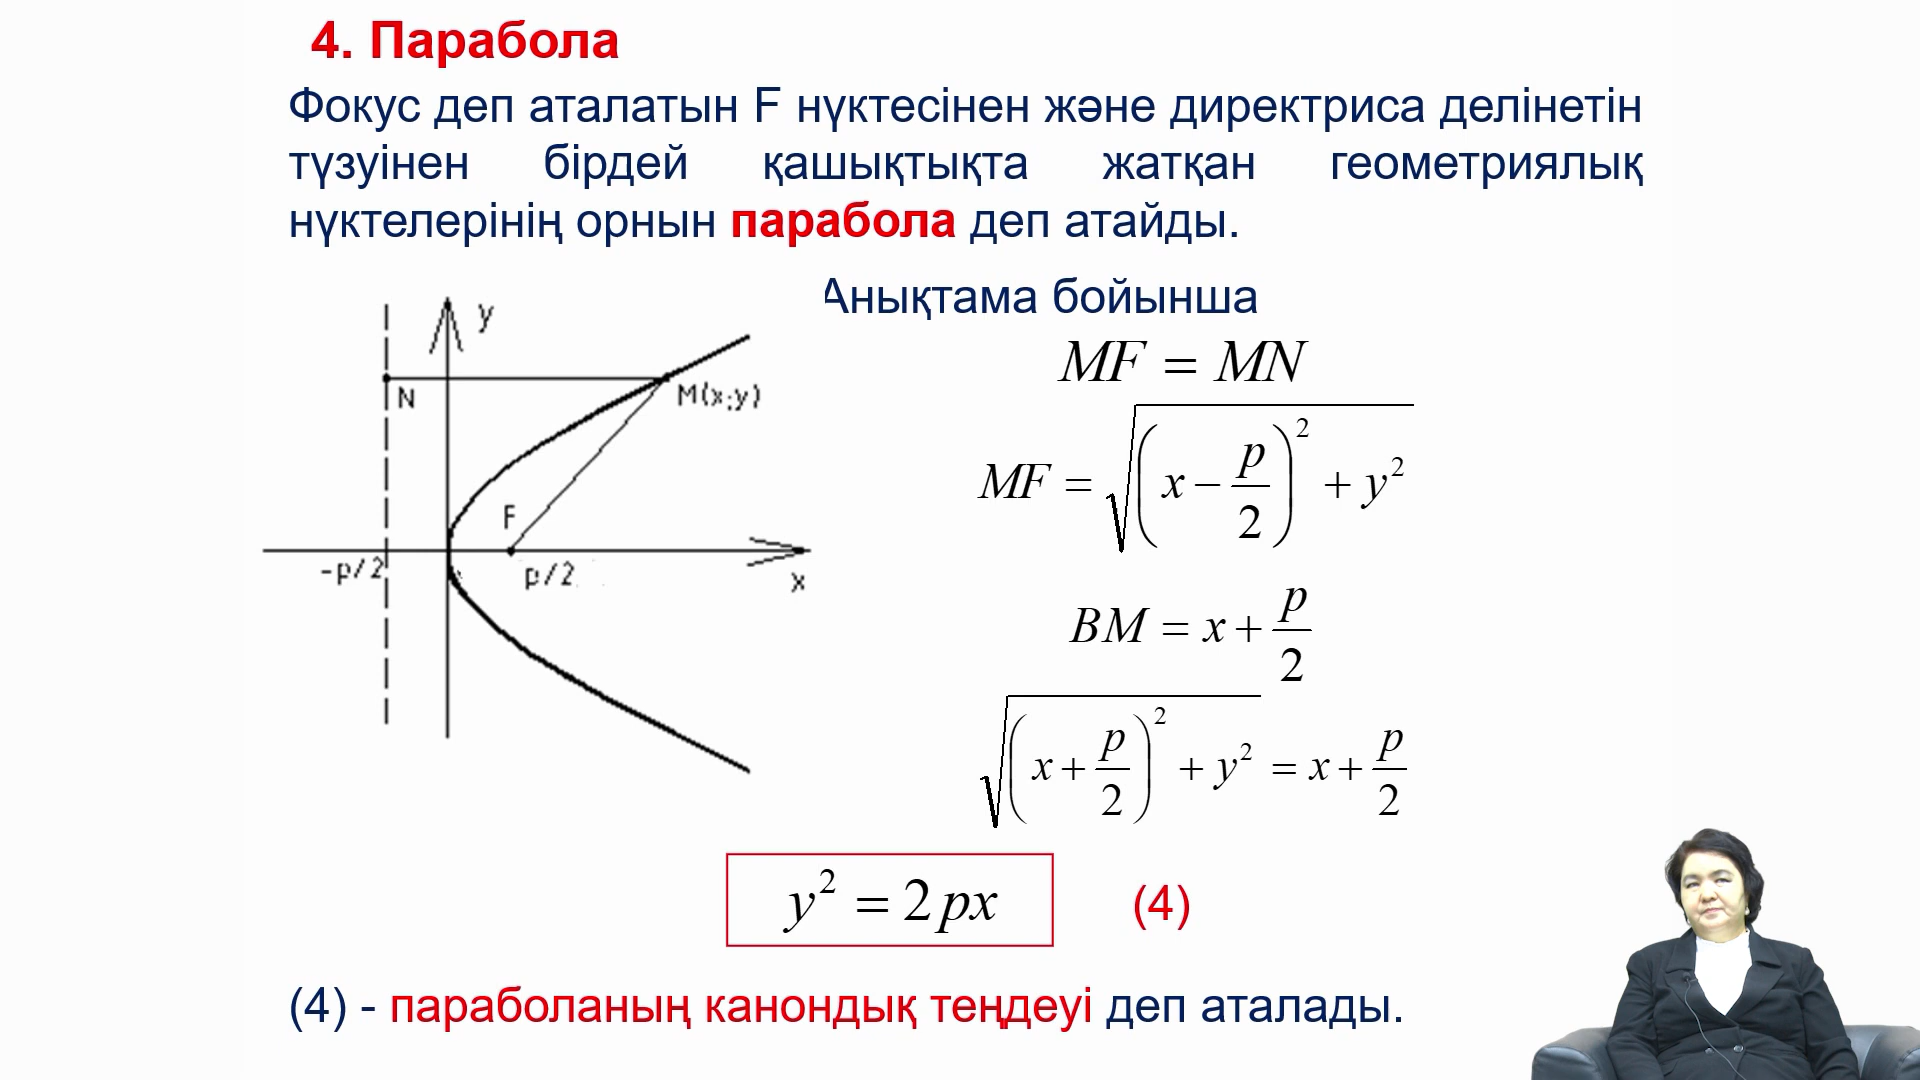 4. Парабола
Фокус деп аталатын F нүктесінен және директриса делінетін
түзуінен бірдей қашықтықта жатқан геометриялық
нүктелерінің орнын парабола деп атайды.
Анықтама бойынша
y
N
M(x;y)
F
-p/2
p/2
x
MF = MN
MF = √((x − p/2)² + y²)
BM = x + p/2
√((x + p/2)² + y²) = x + p/2
y² = 2px (4)
(4) - параболаның канондық теңдеуі деп аталады.